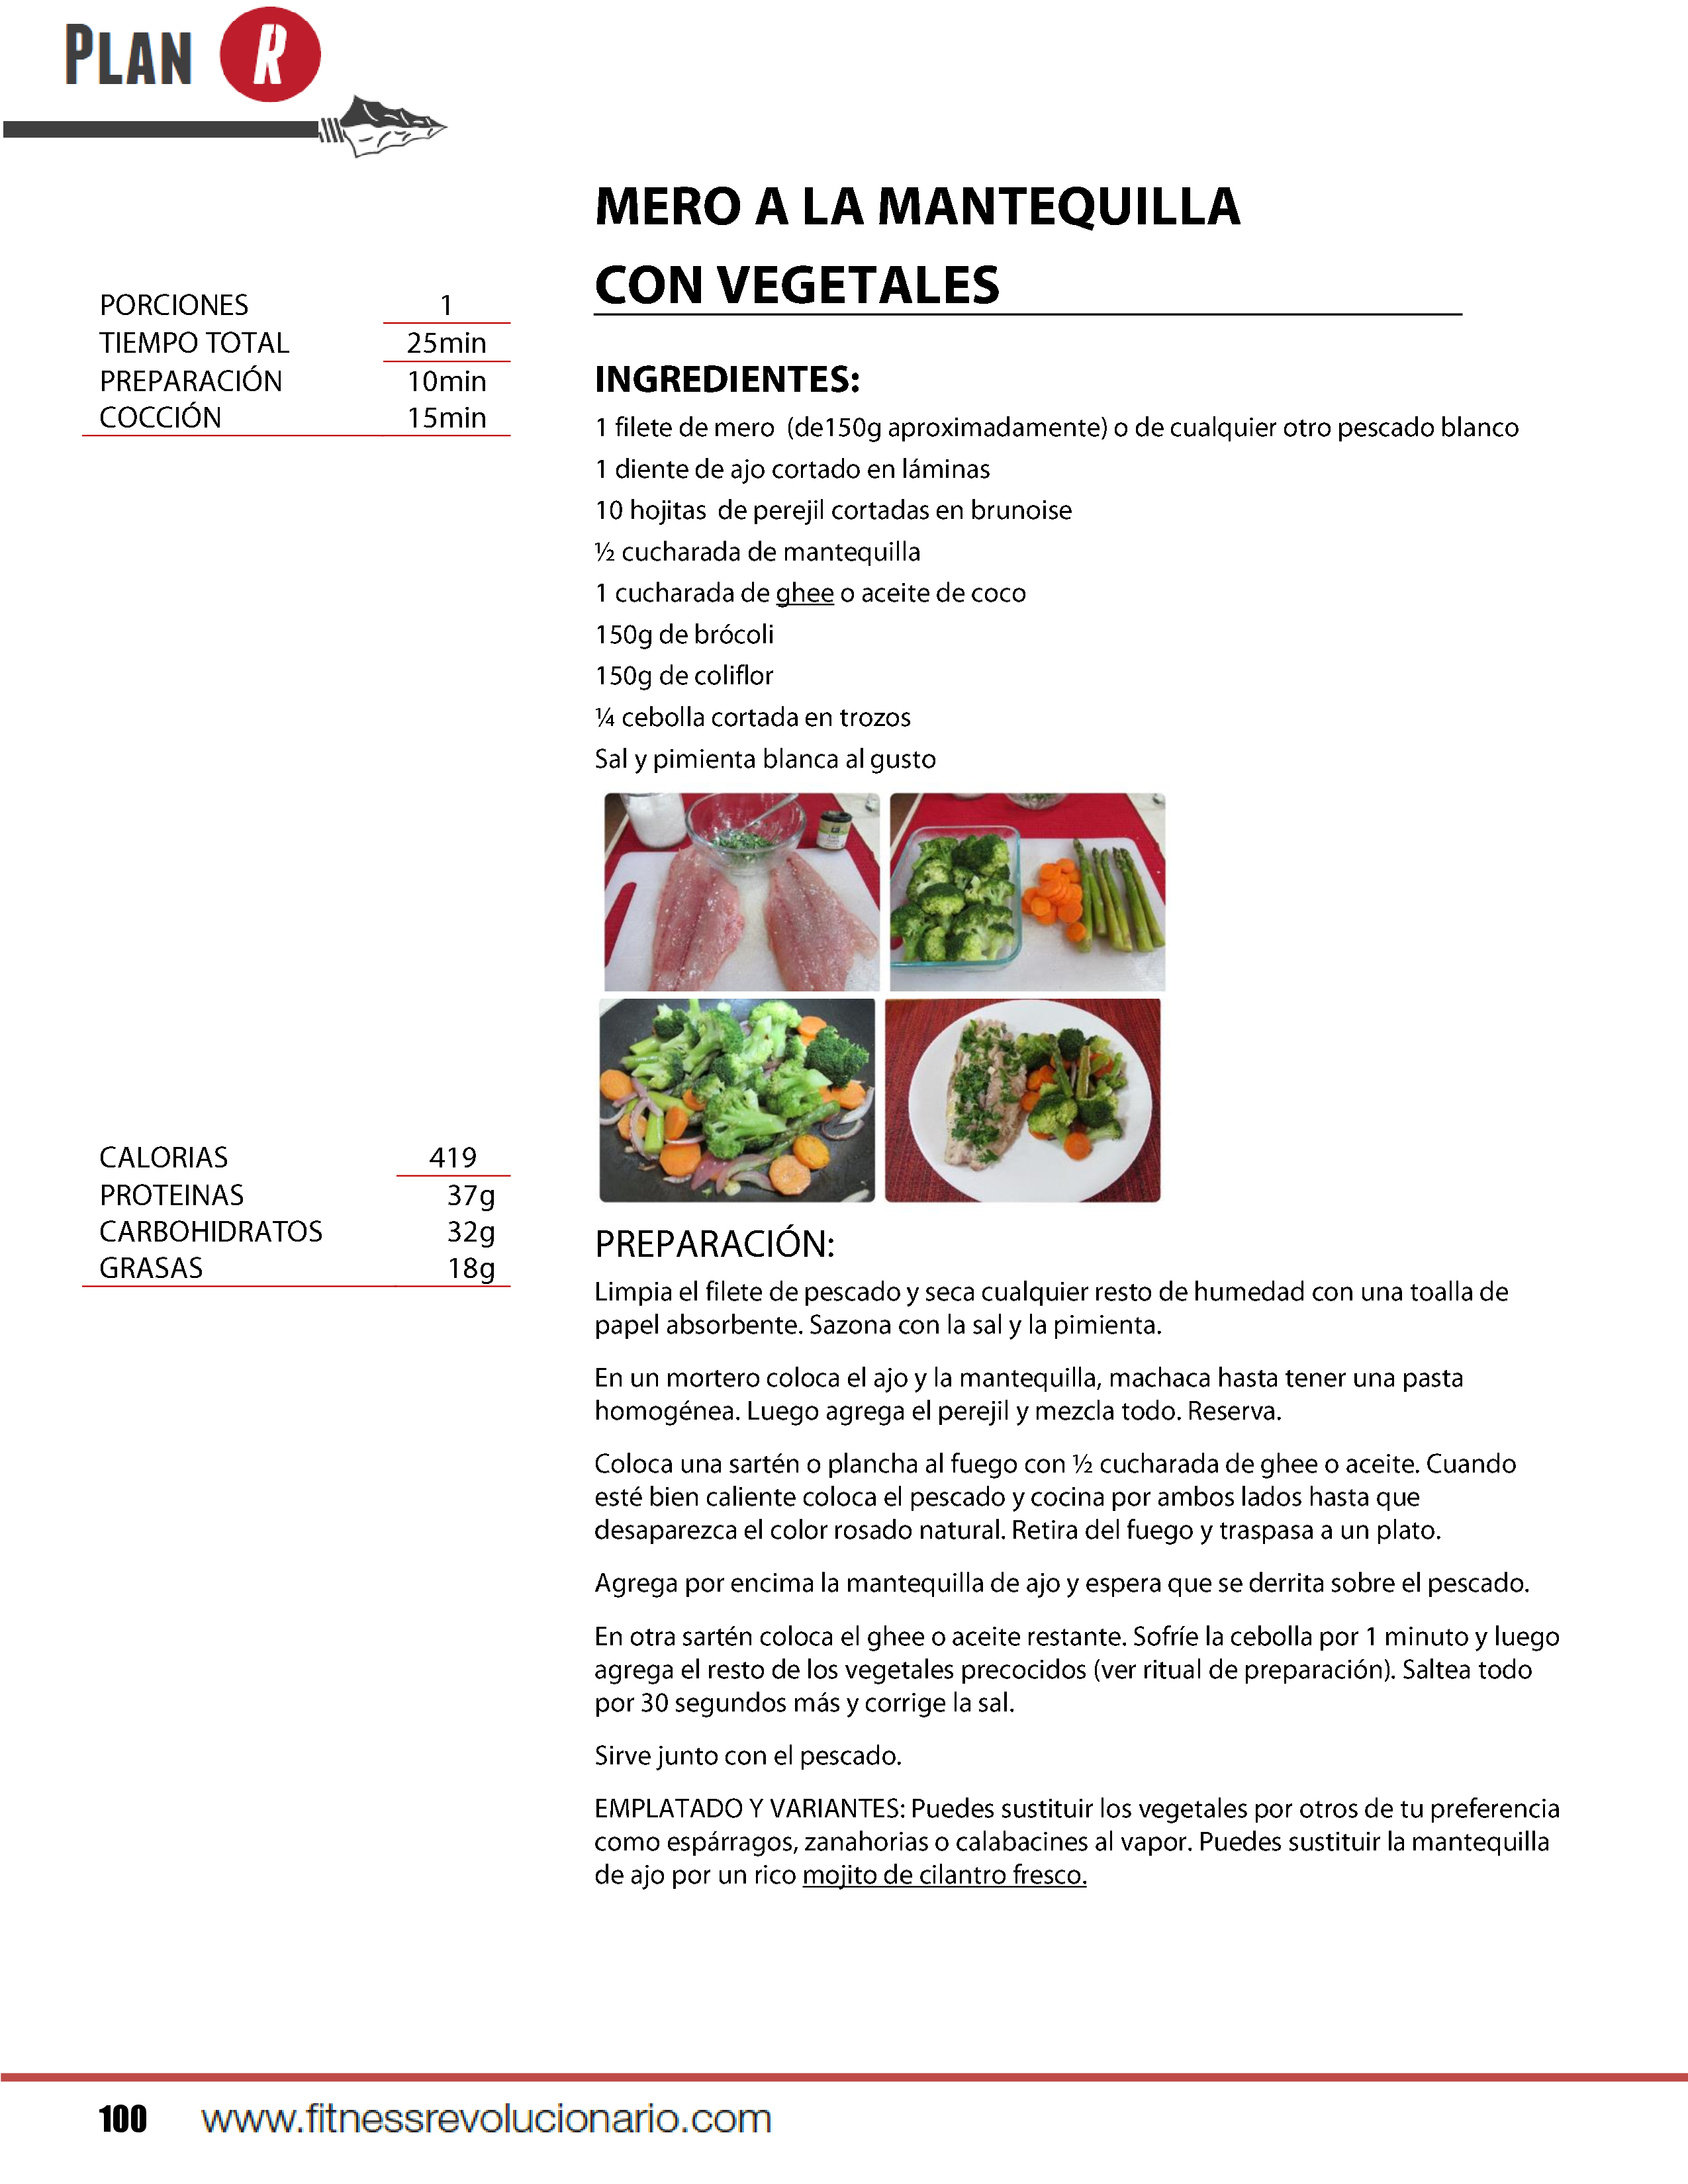 PLAN R
MERO A LA MANTEQUILLA
CON VEGETALES
PORCIONES 1
TIEMPO TOTAL 25min
PREPARACIÓN 10min
COCCIÓN 15min
INGREDIENTES:
1 filete de mero  (de150g aproximadamente) o de cualquier otro pescado blanco
1 diente de ajo cortado en láminas
10 hojitas  de perejil cortadas en brunoise
½ cucharada de mantequilla
1 cucharada de ghee o aceite de coco
150g de brócoli
150g de coliflor
¼ cebolla cortada en trozos
Sal y pimienta blanca al gusto
CALORIAS 419
PROTEINAS 37g
CARBOHIDRATOS 32g
GRASAS 18g
PREPARACIÓN:
Limpia el filete de pescado y seca cualquier resto de humedad con una toalla de
papel absorbente. Sazona con la sal y la pimienta.
En un mortero coloca el ajo y la mantequilla, machaca hasta tener una pasta
homogénea. Luego agrega el perejil y mezcla todo. Reserva.
Coloca una sartén o plancha al fuego con ½ cucharada de ghee o aceite. Cuando
esté bien caliente coloca el pescado y cocina por ambos lados hasta que
desaparezca el color rosado natural. Retira del fuego y traspasa a un plato.
Agrega por encima la mantequilla de ajo y espera que se derrita sobre el pescado.
En otra sartén coloca el ghee o aceite restante. Sofríe la cebolla por 1 minuto y luego
agrega el resto de los vegetales precocidos (ver ritual de preparación). Saltea todo
por 30 segundos más y corrige la sal.
Sirve junto con el pescado.
EMPLATADO Y VARIANTES: Puedes sustituir los vegetales por otros de tu preferencia
como espárragos, zanahorias o calabacines al vapor. Puedes sustituir la mantequilla
de ajo por un rico mojito de cilantro fresco.
100 www.fitnessrevolucionario.com